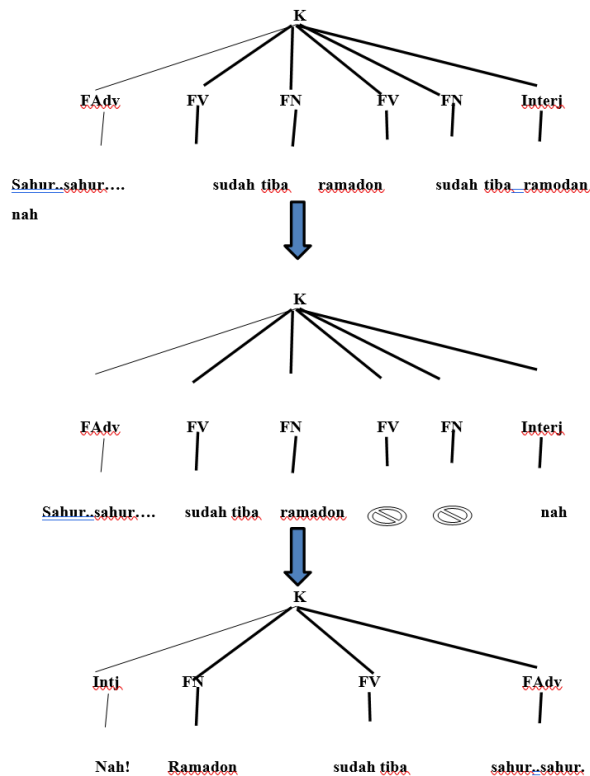 K
FAdv FV FN FV FN Interj
Sahur..sahur…. sudah tiba ramadon sudah tiba ramodan
nah
K
FAdv FV FN FV FN Interj
Sahur..sahur…. sudah tiba ramadon nah
K
Intj FN FV FAdv
Nah! Ramadon sudah tiba sahur..sahur.